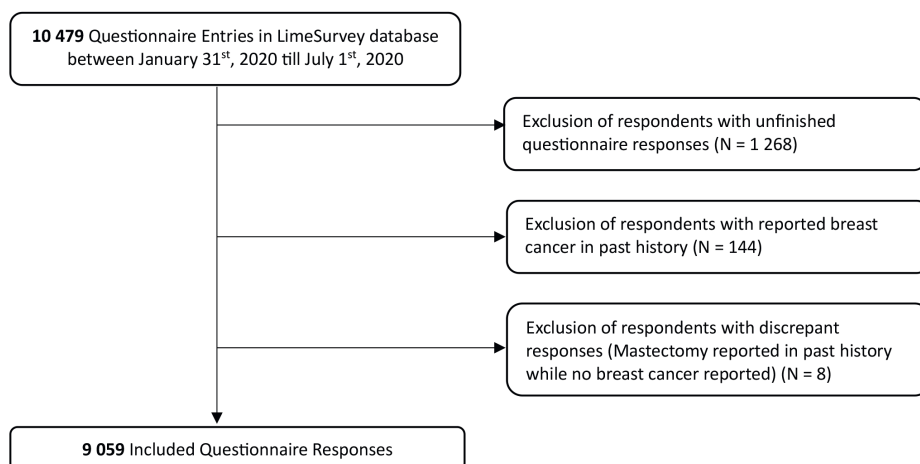 10 479 Questionnaire Entries in LimeSurvey database
between January 31st, 2020 till July 1st, 2020
Exclusion of respondents with unfinished
questionnaire responses (N = 1 268)
Exclusion of respondents with reported breast
cancer in past history (N = 144)
Exclusion of respondents with discrepant
responses (Mastectomy reported in past history
while no breast cancer reported) (N = 8)
9 059 Included Questionnaire Responses